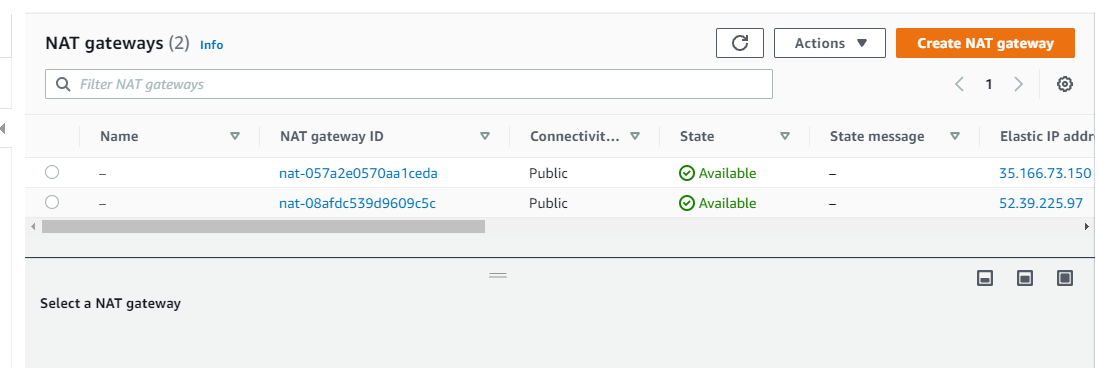 NAT gateways (2) Info
Actions
Create NAT gateway
Filter NAT gateways
1
Name NAT gateway ID Connectivit... State State message Elastic IP addr
– nat-057a2e0570aa1ceda Public Available – 35.166.73.150
– nat-08afdc539d9609c5c Public Available – 52.39.225.97
Select a NAT gateway